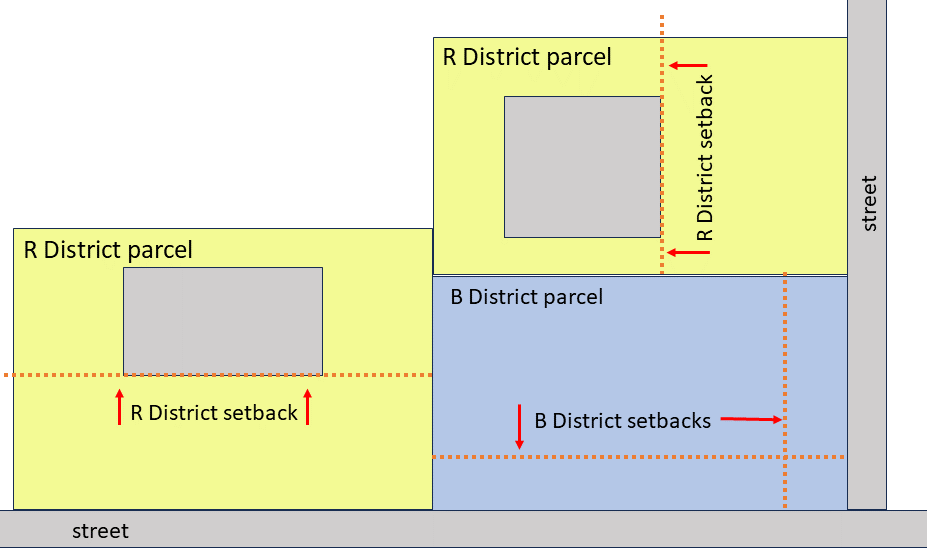 R District parcel
R District setback
street
R District parcel
B District parcel
R District setback
B District setbacks
street